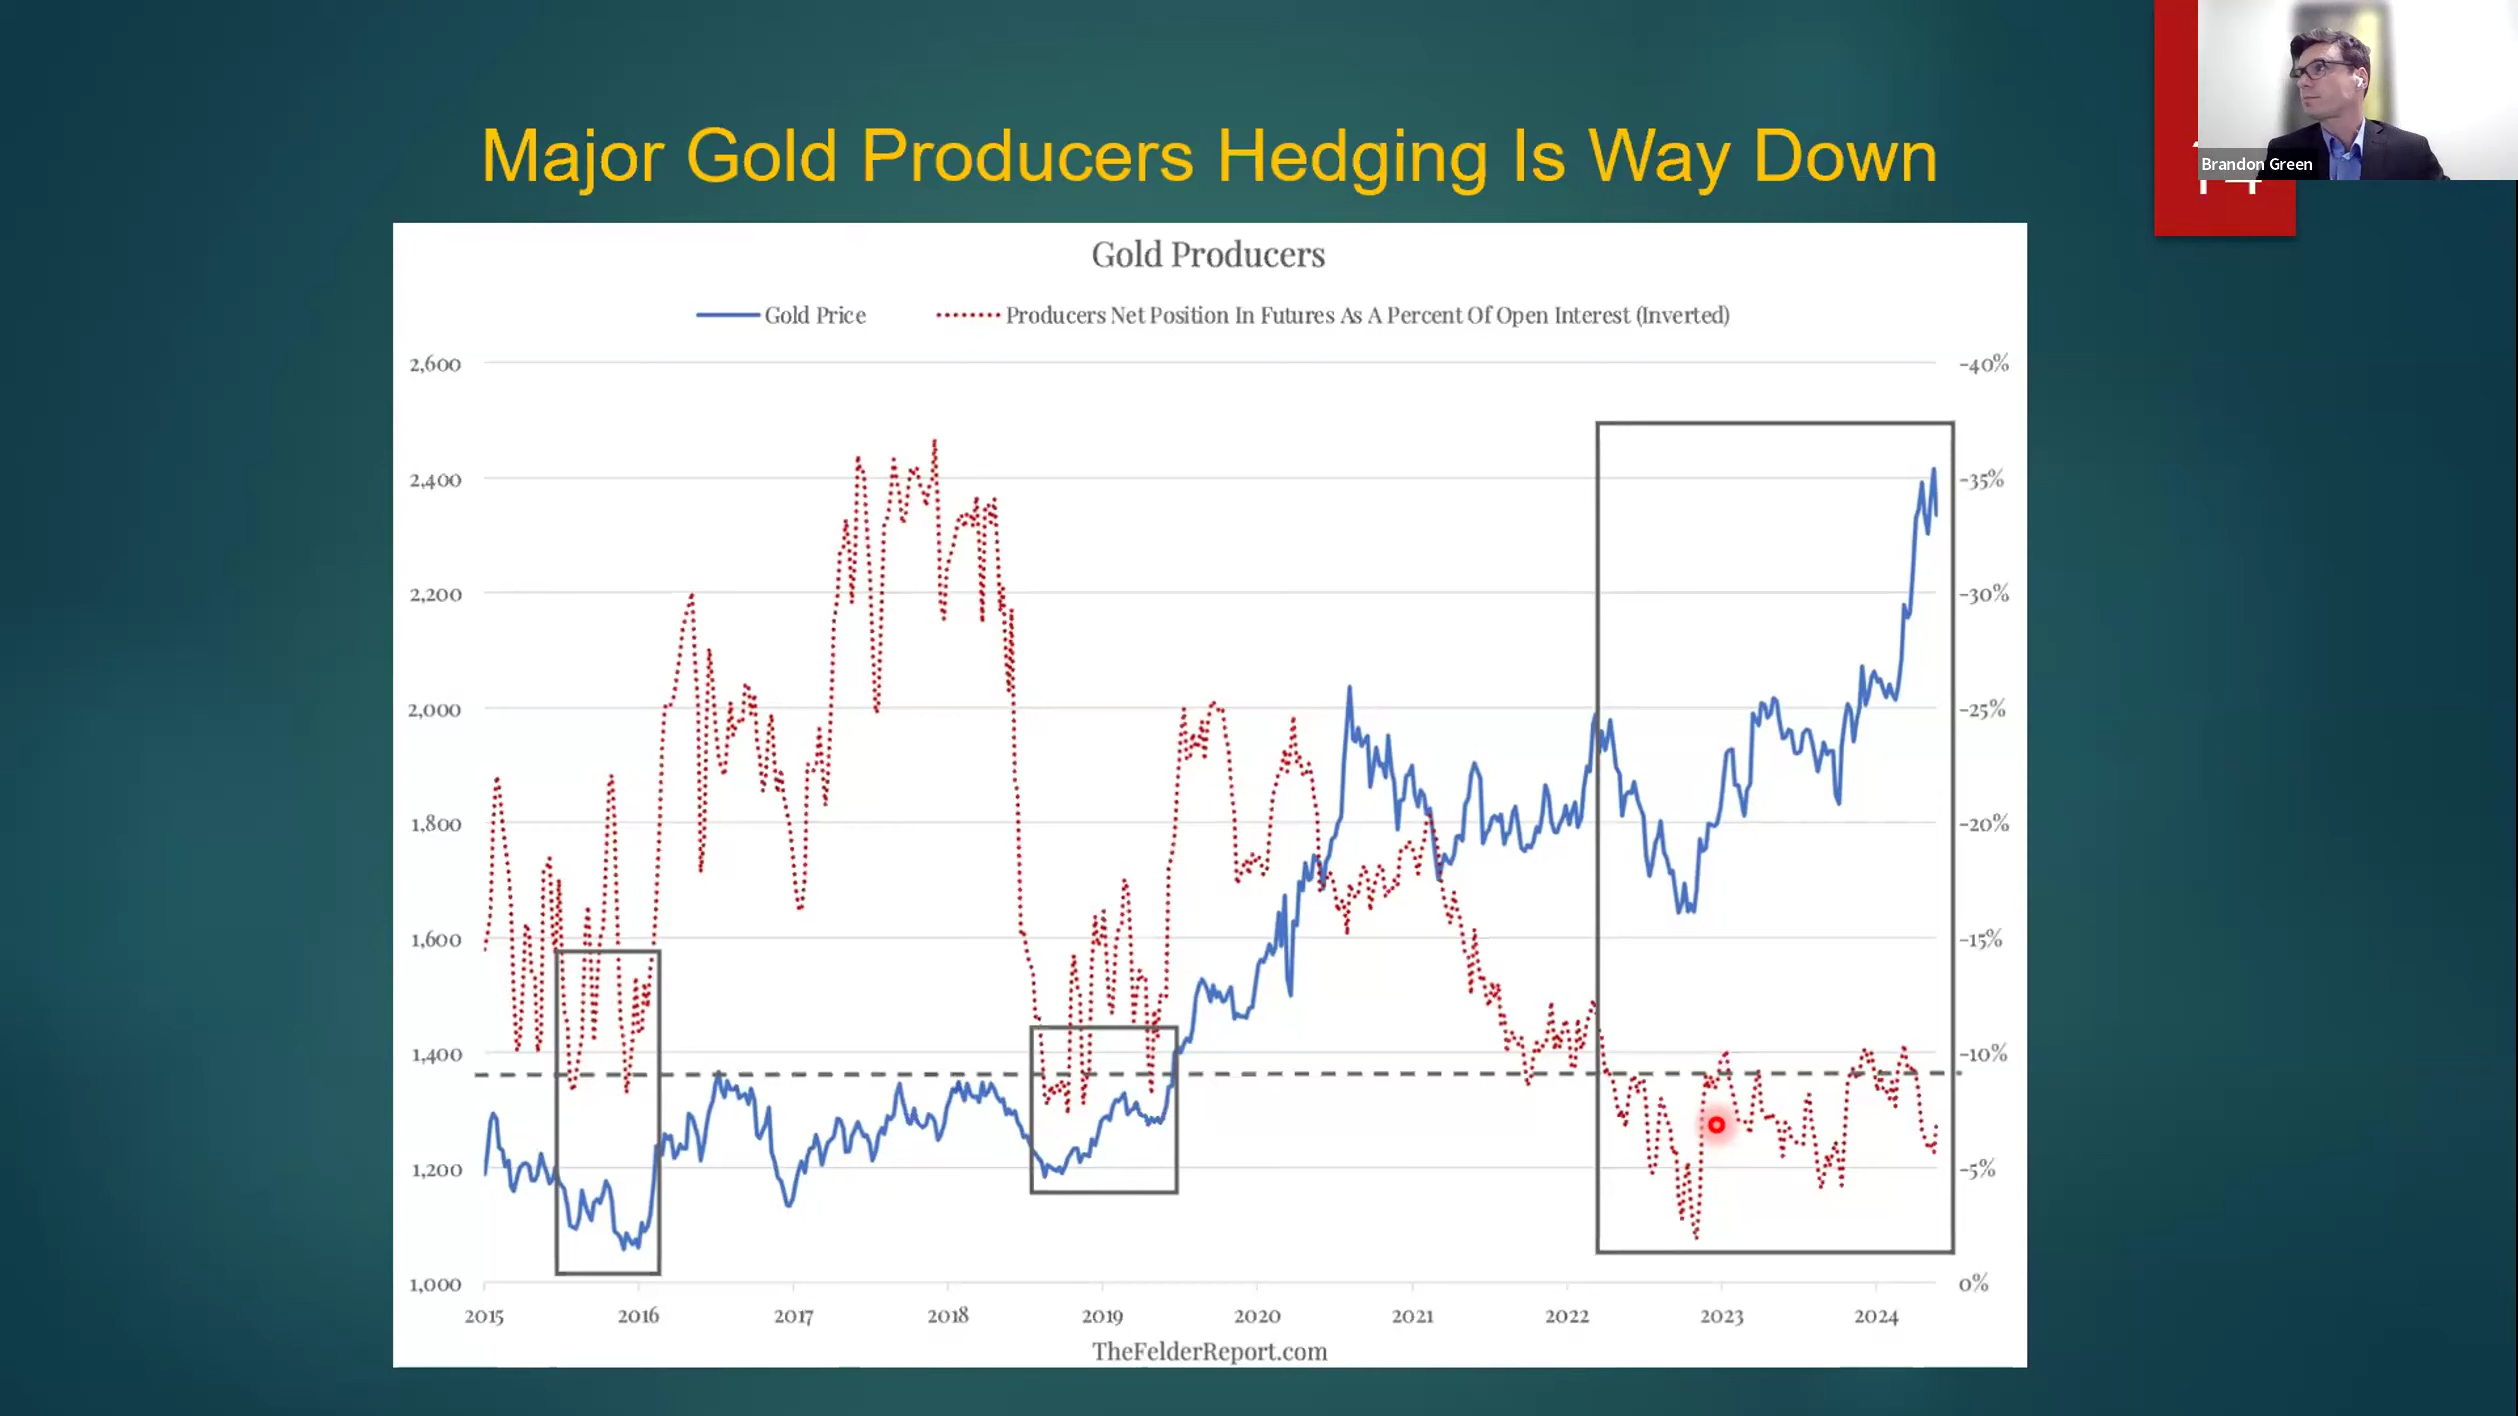 Major Gold Producers Hedging Is Way Down
Brandon Green
Gold Producers
Gold Price
Producers Net Position In Futures As A Percent Of Open Interest (Inverted)
2,600
2,400
2,200
2,000
1,800
1,600
1,400
1,200
1,000
-40%
-35%
-30%
-25%
-20%
-15%
-10%
-5%
0%
2015 2016 2017 2018 2019 2020 2021 2022 2023 2024
TheFelderReport.com